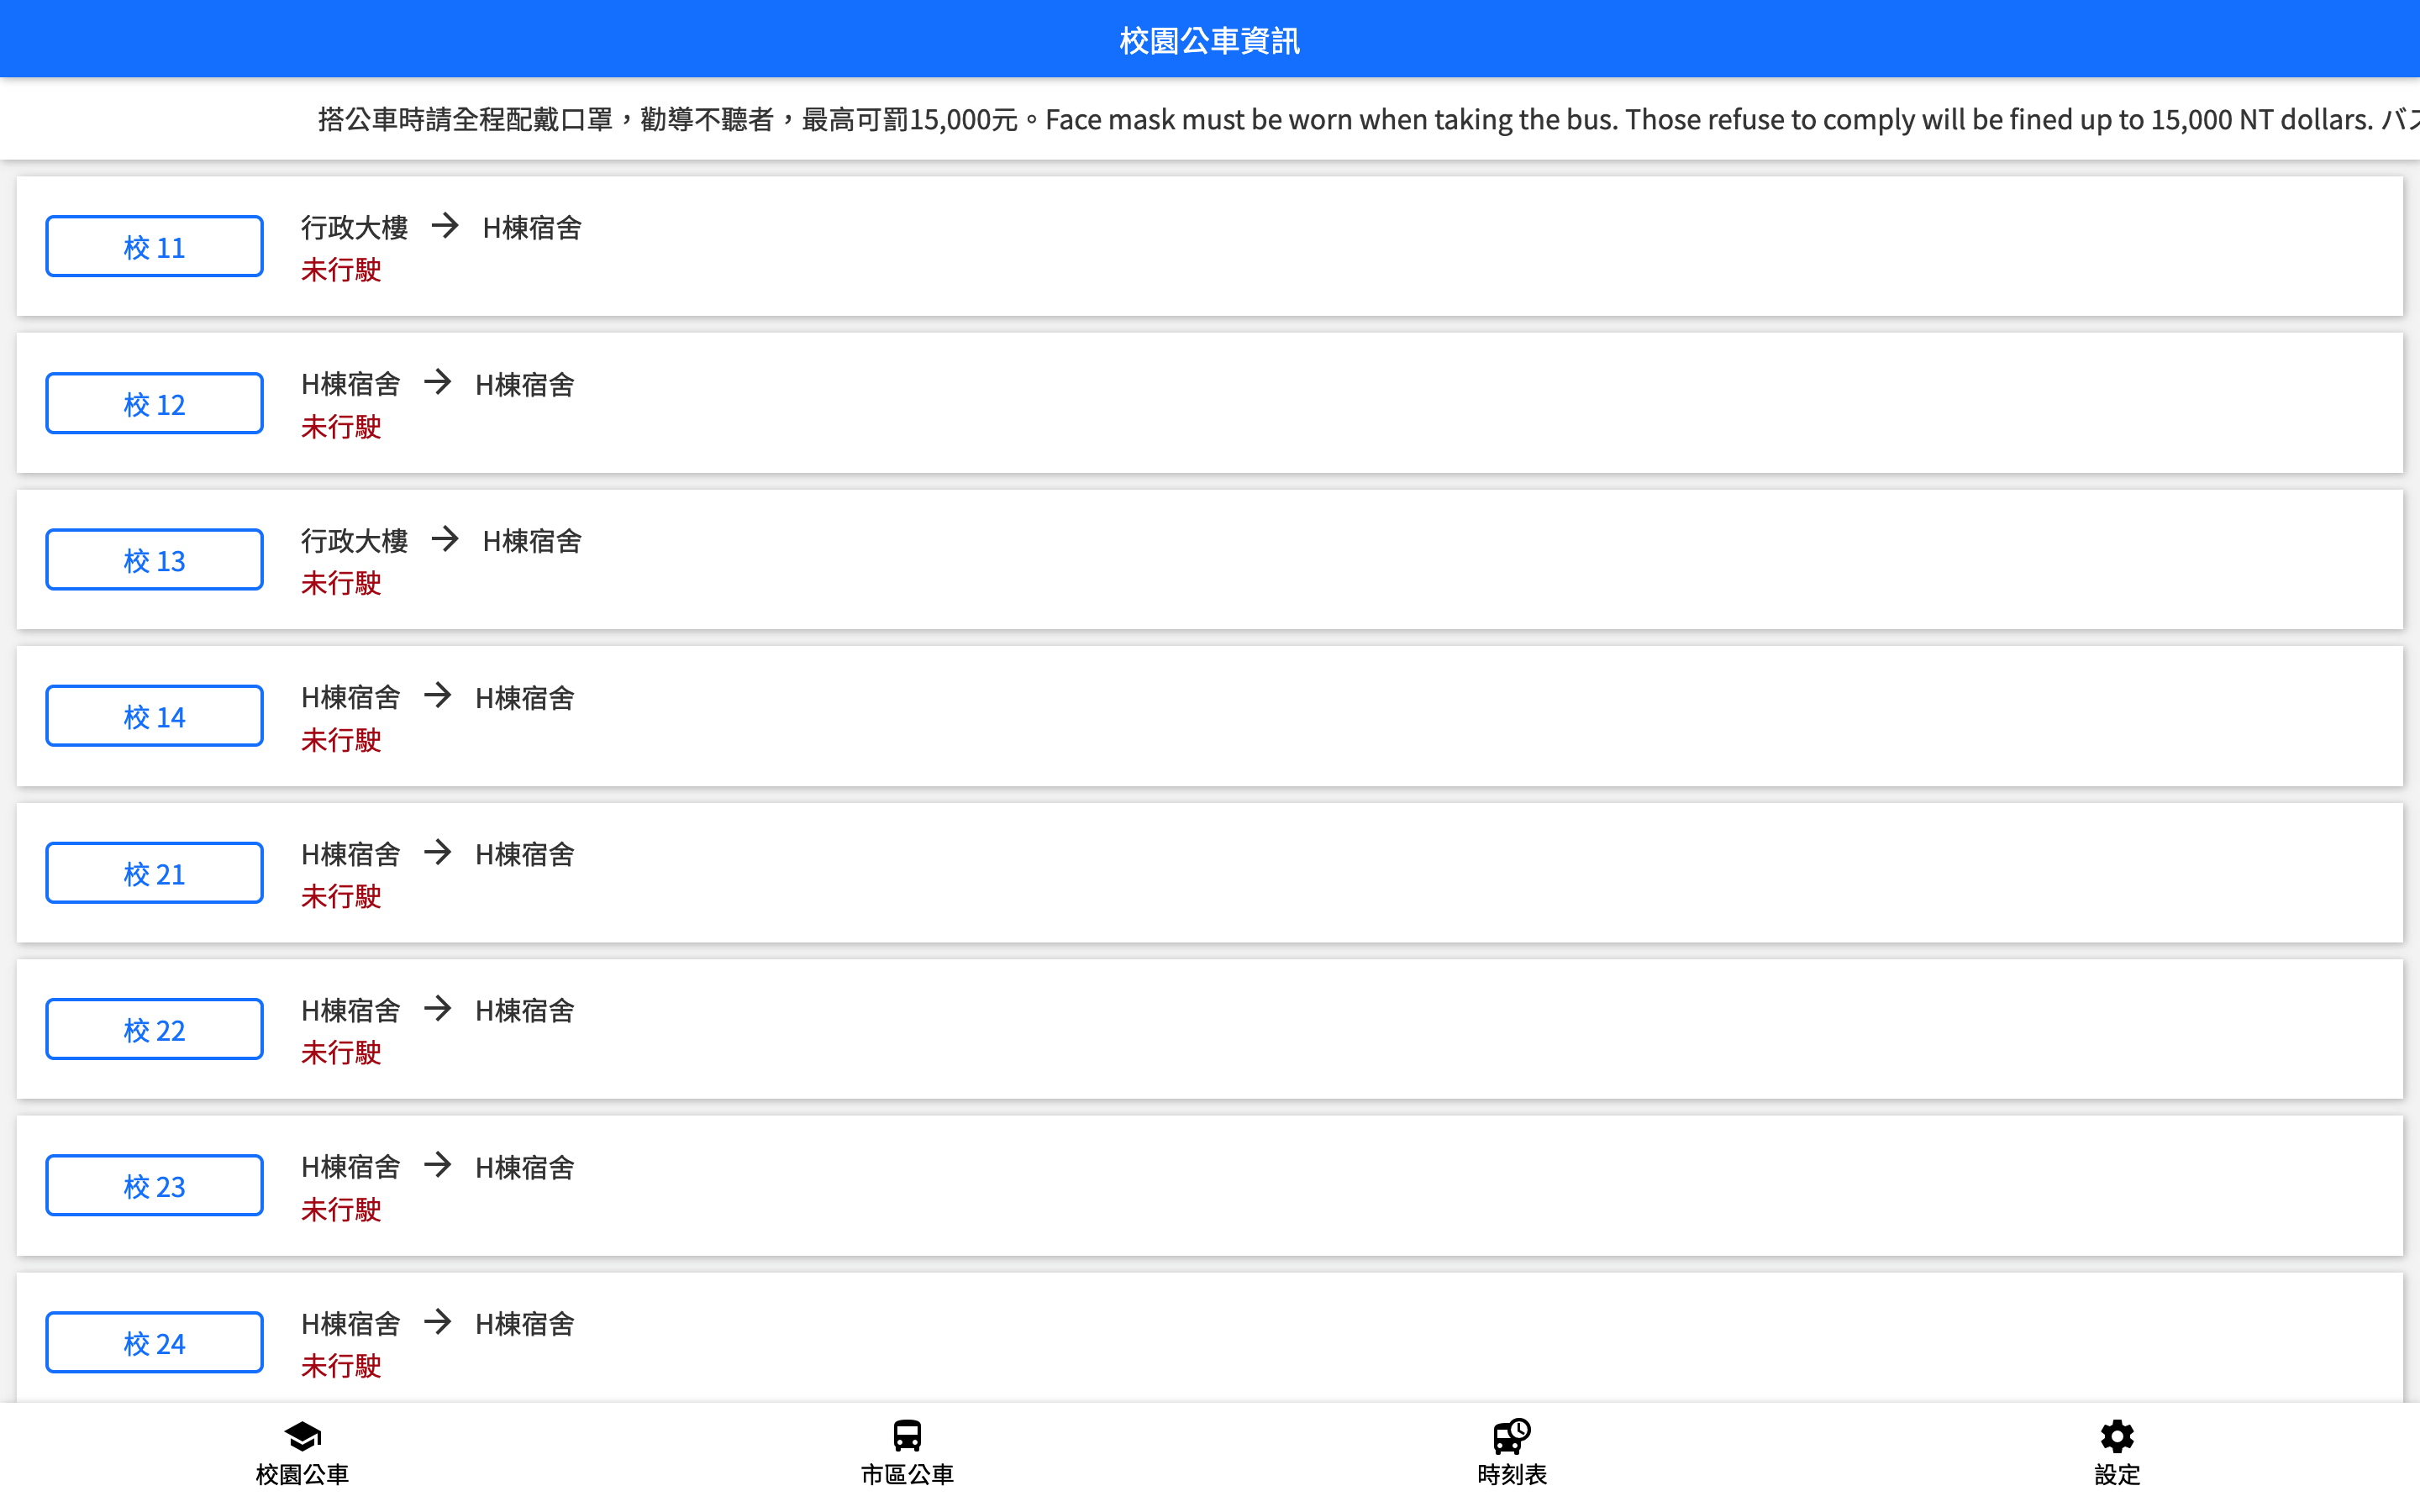 校園公車資訊
搭公車時請全程配戴口罩，勸導不聽者，最高可罰15,000元。Face mask must be worn when taking the bus. Those refuse to comply will be fined up to 15,000 NT dollars. バス
校 11
行政大樓 → H棟宿舍
未行駛
校 12
H棟宿舍 → H棟宿舍
未行駛
校 13
行政大樓 → H棟宿舍
未行駛
校 14
H棟宿舍 → H棟宿舍
未行駛
校 21
H棟宿舍 → H棟宿舍
未行駛
校 22
H棟宿舍 → H棟宿舍
未行駛
校 23
H棟宿舍 → H棟宿舍
未行駛
校 24
H棟宿舍 → H棟宿舍
未行駛
校園公車
市區公車
時刻表
設定